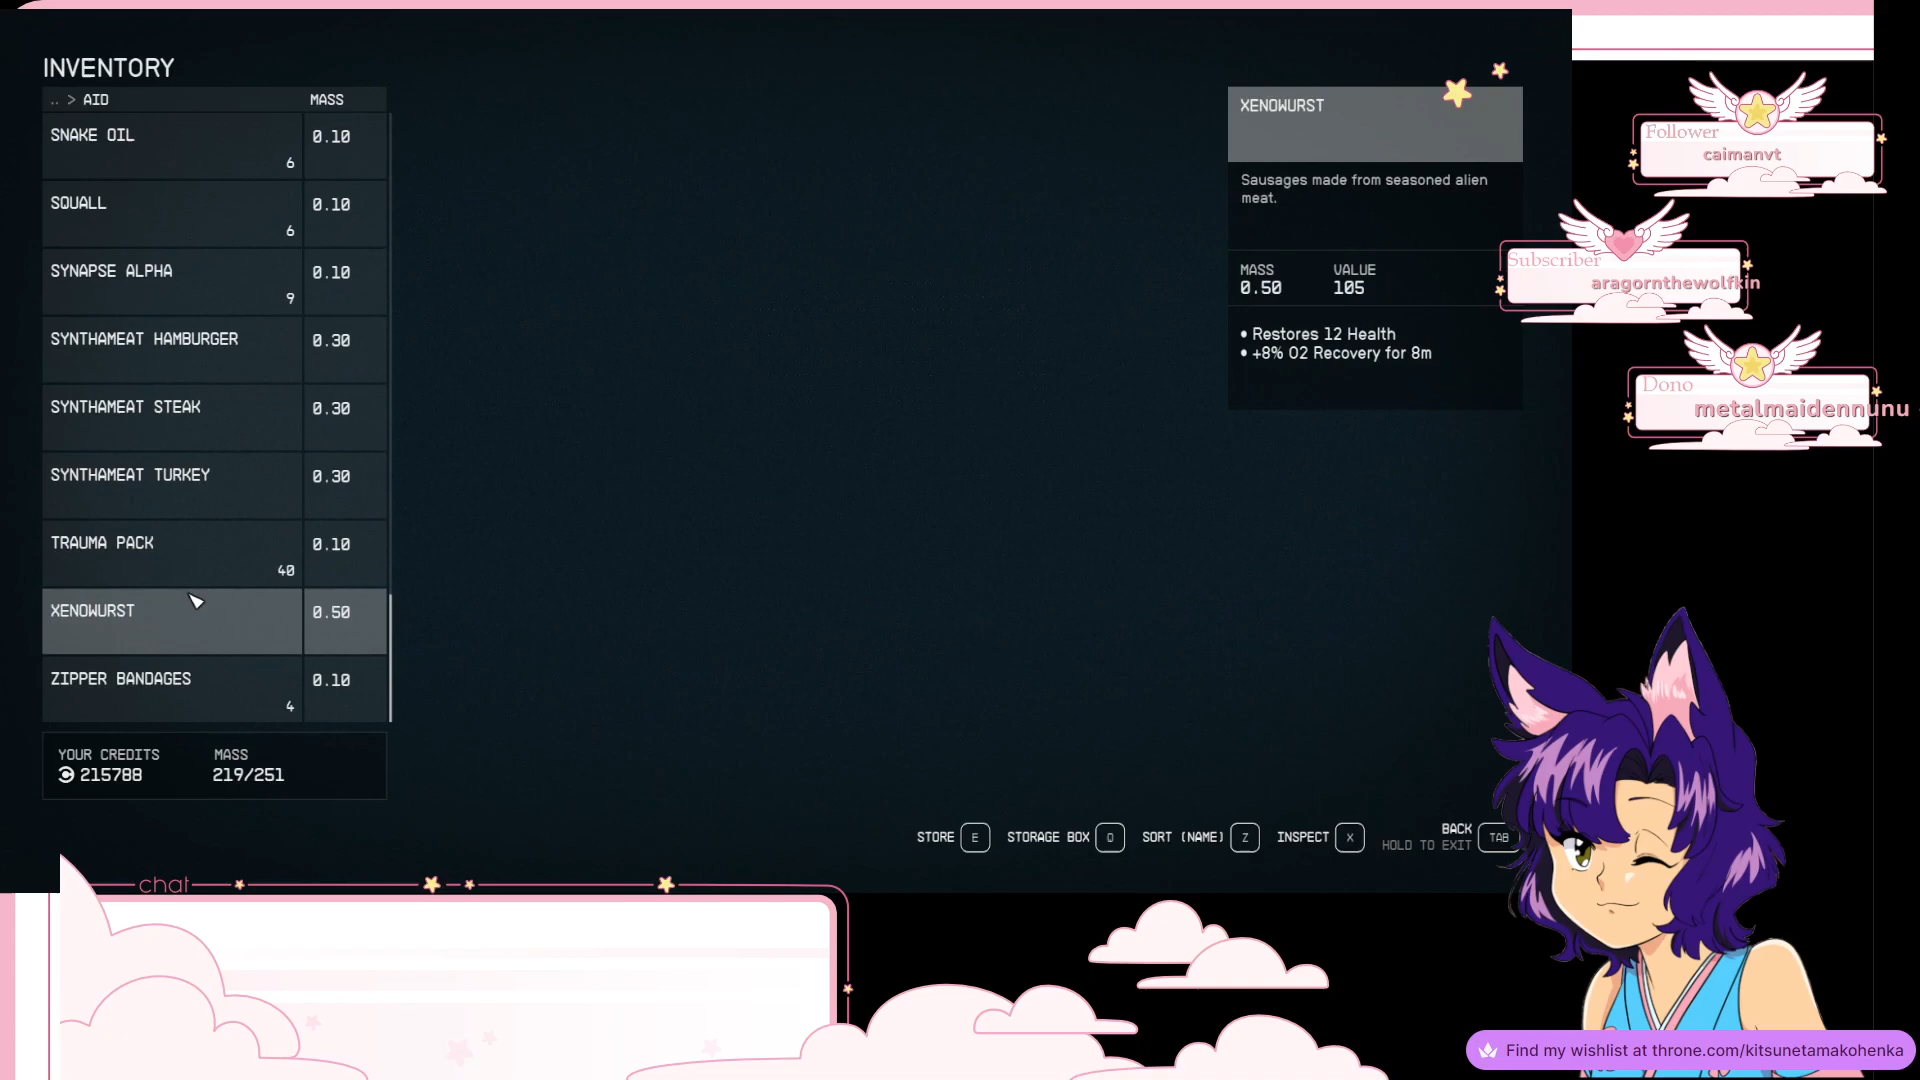 INVENTORY
.. > AID MASS
SNAKE OIL 0.10
6
SQUALL 0.10
6
SYNAPSE ALPHA 0.10
9
SYNTHAMEAT HAMBURGER 0.30
SYNTHAMEAT STEAK 0.30
SYNTHAMEAT TURKEY 0.30
TRAUMA PACK 0.10
40
XENOWURST 0.50
ZIPPER BANDAGES 0.10
4
YOUR CREDITS MASS
215788 219/251
XENOWURST
Sausages made from seasoned alien
meat.
MASS VALUE
0.50 105
• Restores 12 Health
• +8% O2 Recovery for 8m
STORE E STORAGE BOX Q SORT (NAME) Z INSPECT X BACK TAB
HOLD TO EXIT
Follower
caimanvt
Subscriber
aragornthewolfkin
Dono
metalmaidennunu
chat
Find my wishlist at throne.com/kitsunetamakohenka